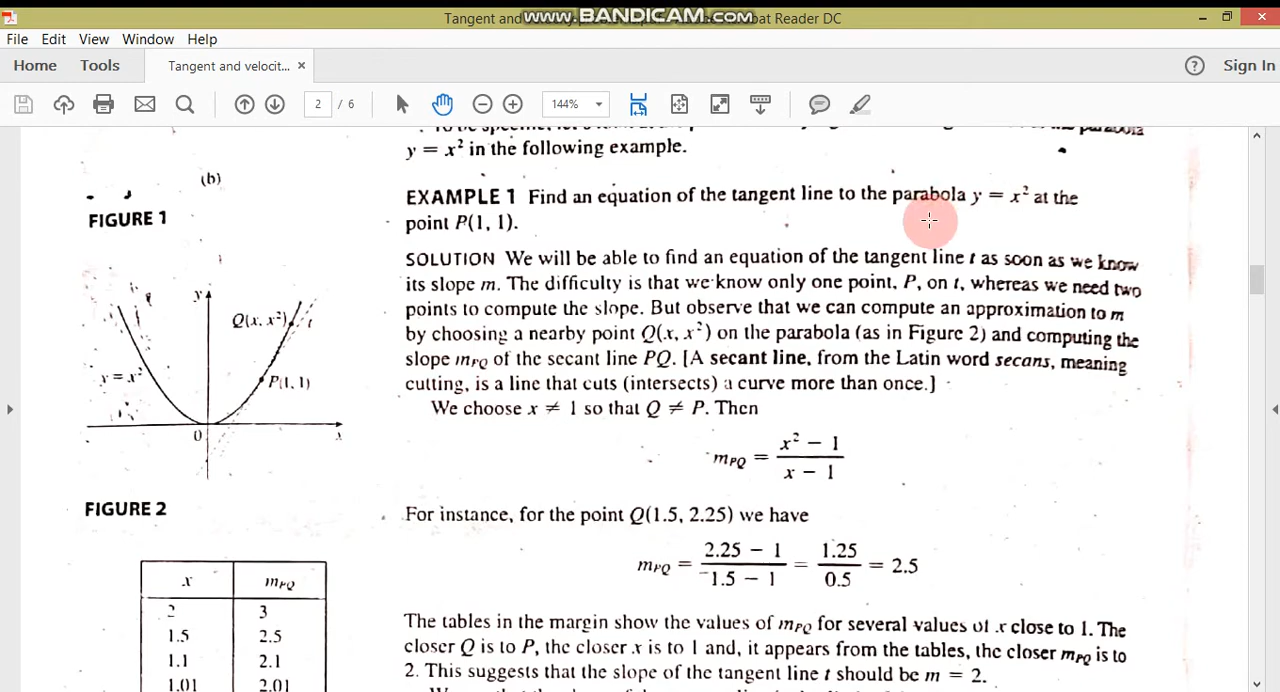 Tangent and
www.BANDICAM.com
bat Reader DC
File Edit View Window Help
Home Tools Tangent and velocit... ×
? Sign In
2 / 6 144%
y = x² in the following example.
(b)
FIGURE 1
EXAMPLE 1 Find an equation of the tangent line to the parabola y = x² at the
point P(1, 1).
SOLUTION We will be able to find an equation of the tangent line t as soon as we know
its slope m. The difficulty is that we know only one point, P, on t, whereas we need two
points to compute the slope. But observe that we can compute an approximation to m
by choosing a nearby point Q(x, x²) on the parabola (as in Figure 2) and computing the
slope mPQ of the secant line PQ. [A secant line, from the Latin word secans, meaning
cutting, is a line that cuts (intersects) a curve more than once.]
We choose x ≠ 1 so that Q ≠ P. Then
mPQ = x² − 1 / x − 1
For instance, for the point Q(1.5, 2.25) we have
mPQ = 2.25 − 1 / 1.5 − 1 = 1.25 / 0.5 = 2.5
The tables in the margin show the values of mPQ for several values of x close to 1. The
closer Q is to P, the closer x is to 1 and, it appears from the tables, the closer mPQ is to
2. This suggests that the slope of the tangent line t should be m = 2.
y
Q(x, x²)
t
y = x²
P(1, 1)
0
x
FIGURE 2
x mPQ
2 3
1.5 2.5
1.1 2.1
1.01 2.01